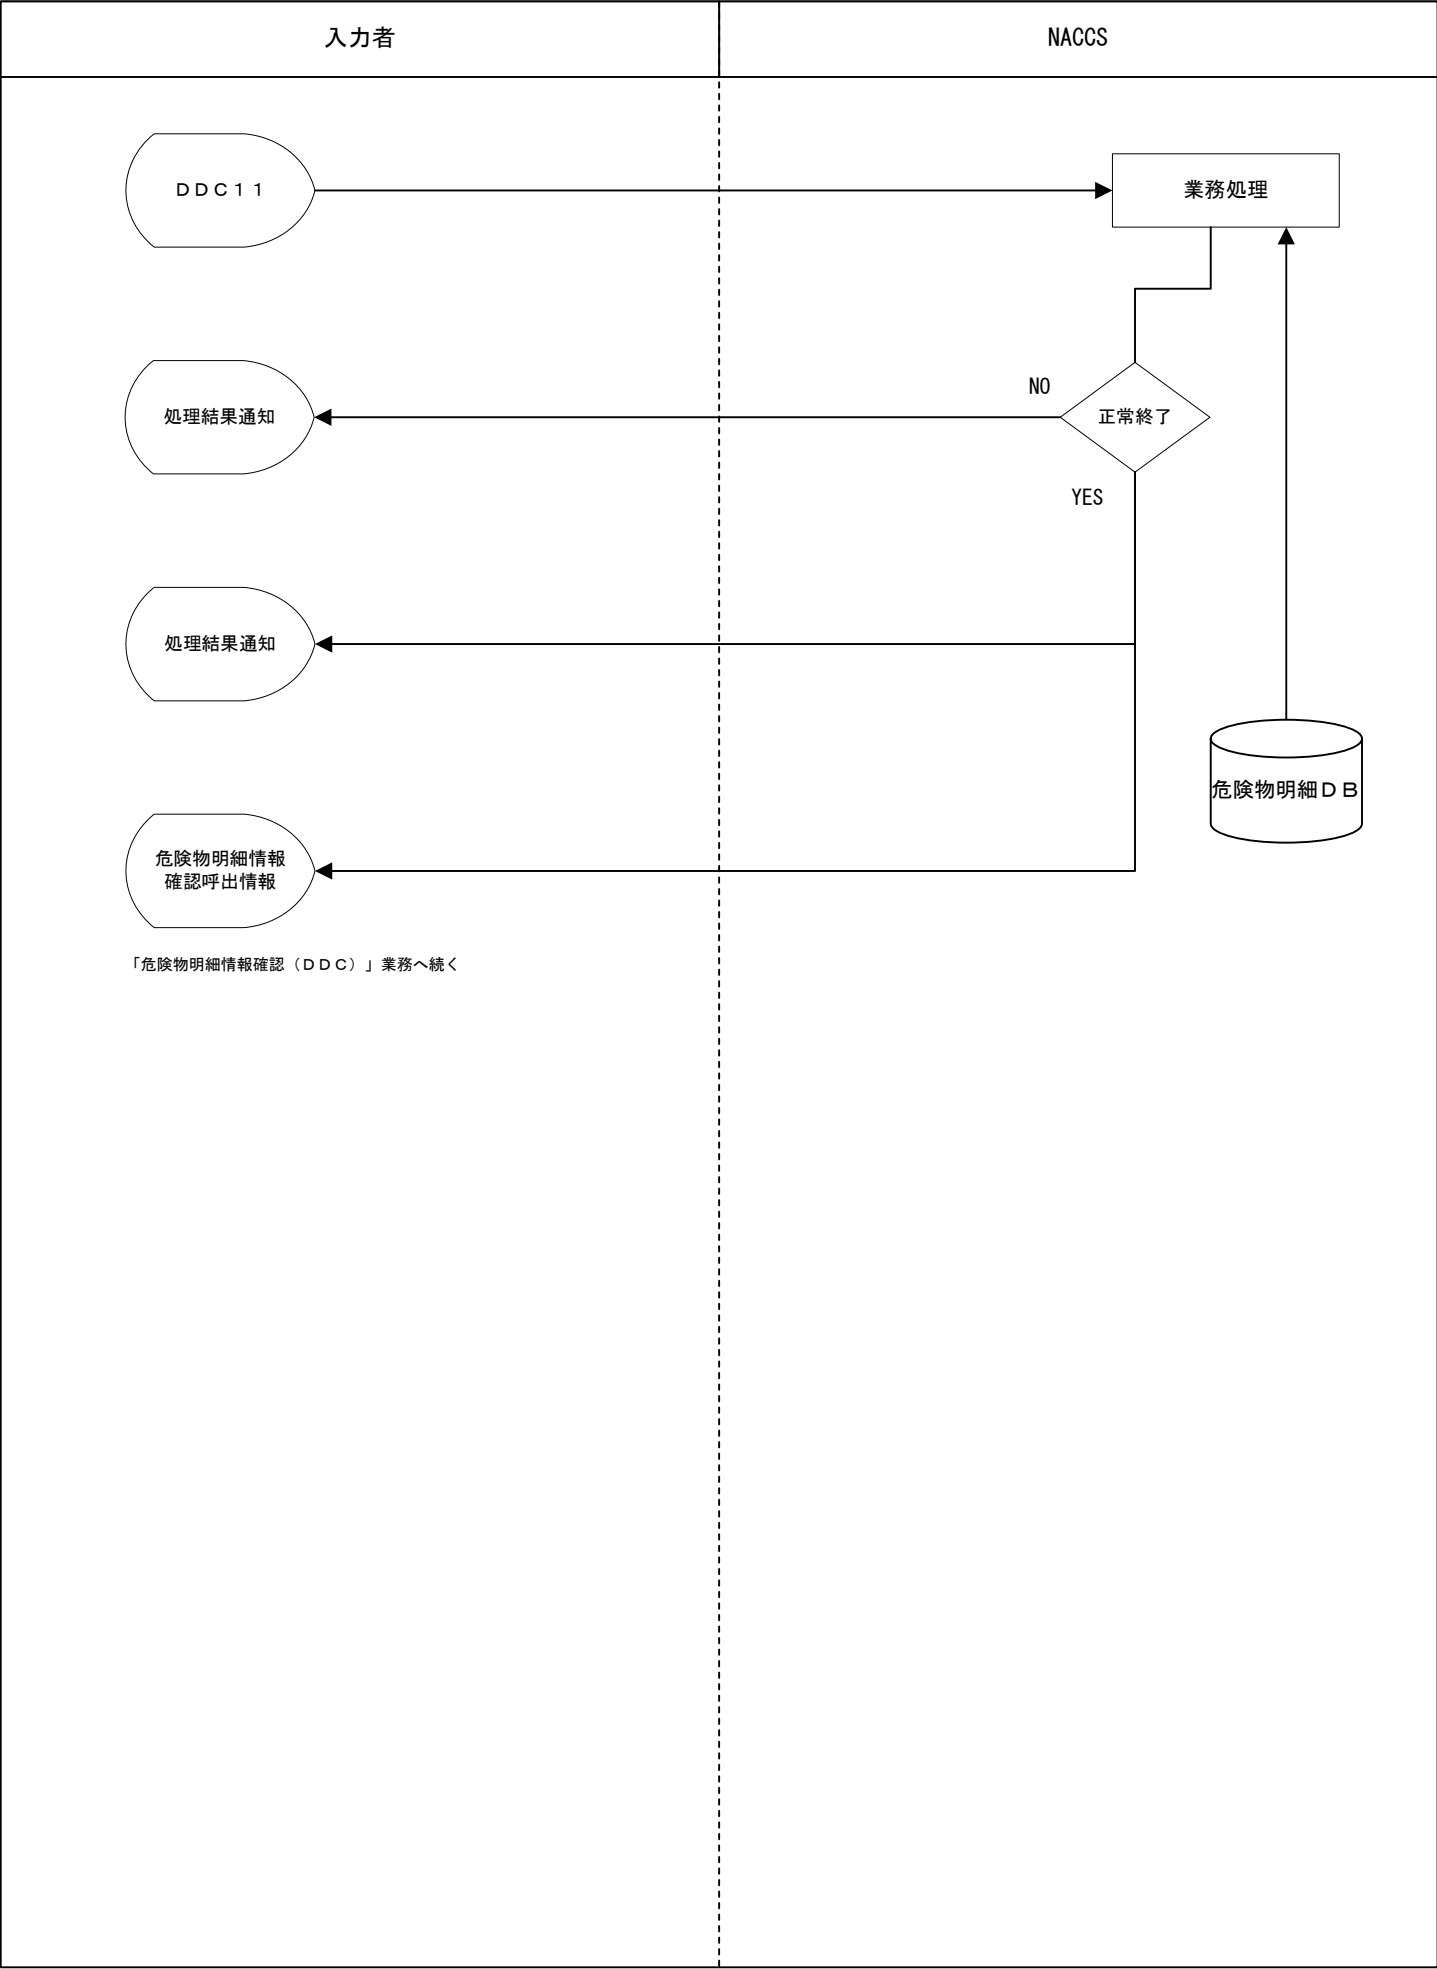 入力者
NACCS
ＤＤＣ１１
業務処理
NO
処理結果通知
正常終了
YES
処理結果通知
危険物明細ＤＢ
危険物明細情報
確認呼出情報
「危険物明細情報確認（ＤＤＣ）」業務へ続く